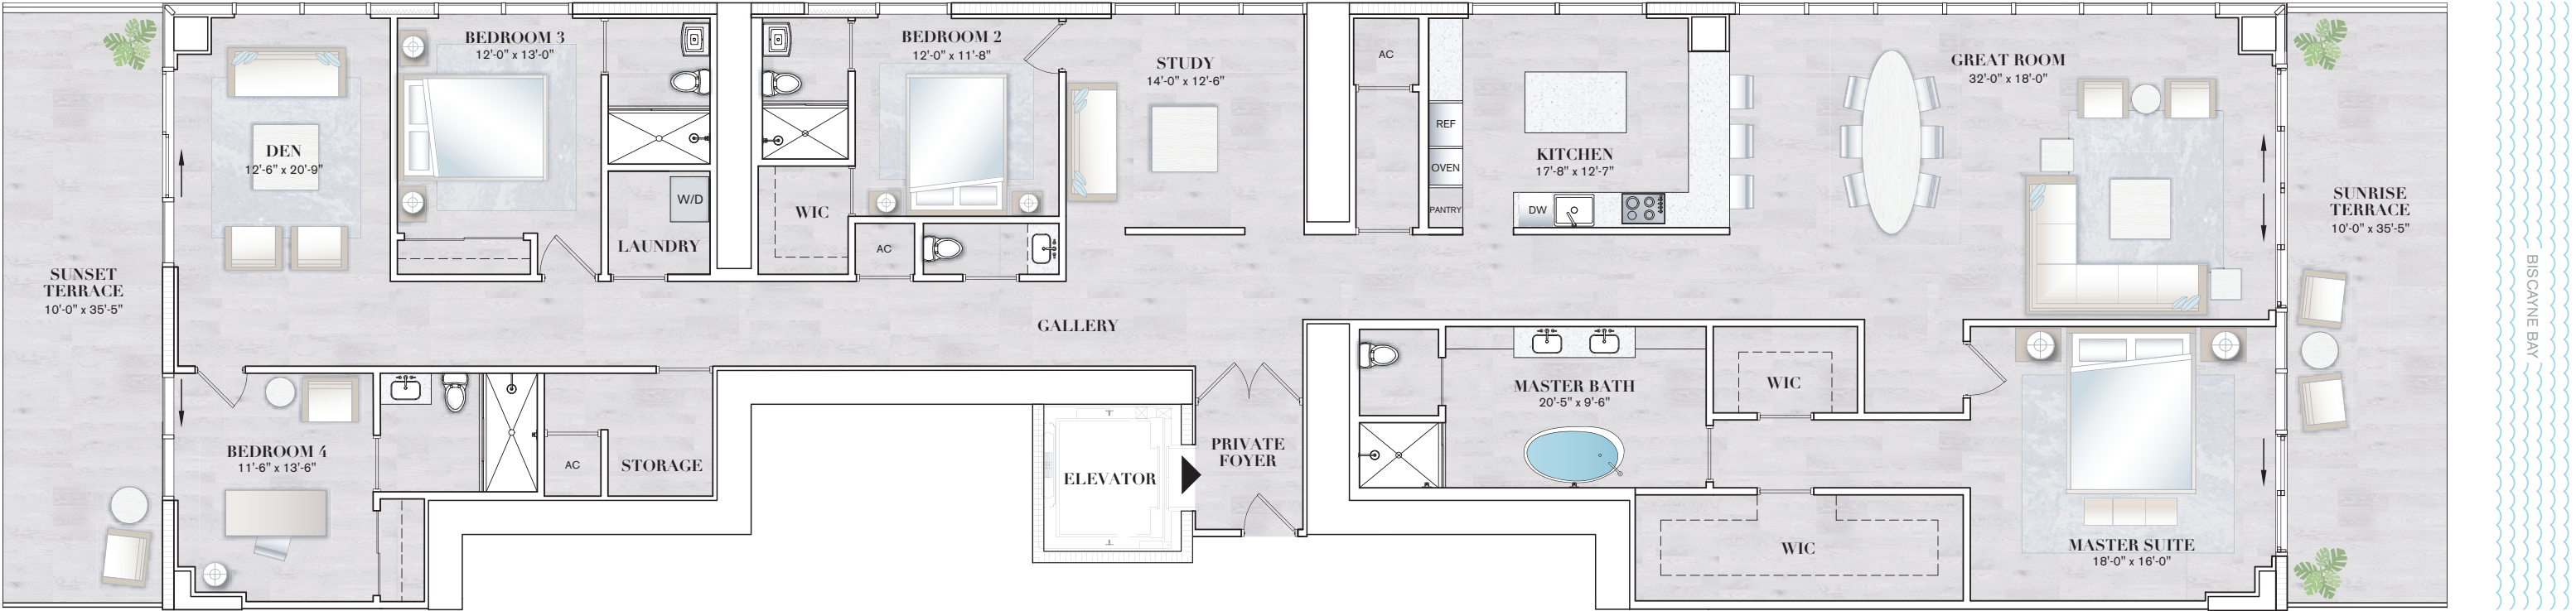 SUNSET
TERRACE
10'-0" x 35'-5"
DEN
12'-6" x 20'-9"
BEDROOM 3
12'-0" x 13'-0"
W/D
LAUNDRY
WIC
BEDROOM 2
12'-0" x 11'-8"
AC
STUDY
14'-0" x 12'-6"
AC
REF
OVEN
PANTRY
KITCHEN
17'-8" x 12'-7"
DW
GREAT ROOM
32'-0" x 18'-0"
SUNRISE
TERRACE
10'-0" x 35'-5"
BISCAYNE BAY
GALLERY
BEDROOM 4
11'-6" x 13'-6"
AC
STORAGE
ELEVATOR
PRIVATE
FOYER
MASTER BATH
20'-5" x 9'-6"
WIC
WIC
MASTER SUITE
18'-0" x 16'-0"